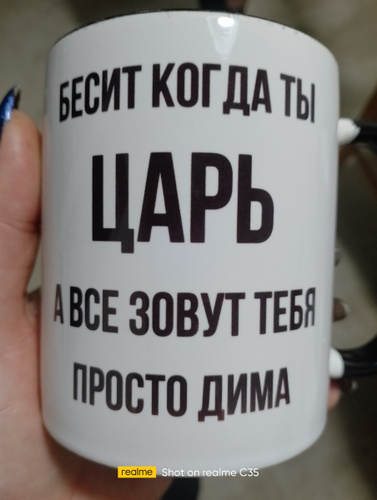 БЕСИТ КОГДА ТЫ
ЦАРЬ
А ВСЕ ЗОВУТ ТЕБЯ
ПРОСТО ДИМА
realme Shot on realme C35